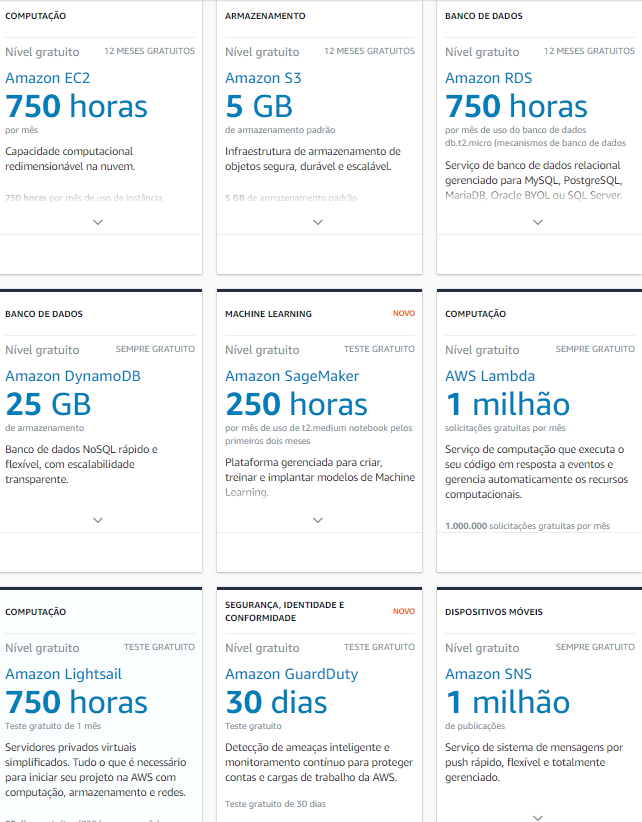 COMPUTAÇÃO
Nível gratuito 12 MESES GRATUITOS
Amazon EC2
750 horas
por mês
Capacidade computacional
redimensionável na nuvem.
750 horas por mês de uso de instância
ARMAZENAMENTO
Nível gratuito 12 MESES GRATUITOS
Amazon S3
5 GB
de armazenamento padrão
Infraestrutura de armazenamento de
objetos segura, durável e escalável.
5 GB de armazenamento padrão
BANCO DE DADOS
Nível gratuito 12 MESES GRATUITOS
Amazon RDS
750 horas
por mês de uso do banco de dados
db.t2.micro (mecanismos de banco de dados
Serviço de banco de dados relacional
gerenciado para MySQL, PostgreSQL,
MariaDB, Oracle BYOL ou SQL Server.
BANCO DE DADOS
Nível gratuito SEMPRE GRATUITO
Amazon DynamoDB
25 GB
de armazenamento
Banco de dados NoSQL rápido e
flexível, com escalabilidade
transparente.
MACHINE LEARNING NOVO
Nível gratuito TESTE GRATUITO
Amazon SageMaker
250 horas
por mês de uso de t2.medium notebook pelos
primeiros dois meses
Plataforma gerenciada para criar,
treinar e implantar modelos de Machine
Learning.
COMPUTAÇÃO
Nível gratuito SEMPRE GRATUITO
AWS Lambda
1 milhão
solicitações gratuitas por mês
Serviço de computação que executa o
seu código em resposta a eventos e
gerencia automaticamente os recursos
computacionais.
1.000.000 solicitações gratuitas por mês
COMPUTAÇÃO
Nível gratuito TESTE GRATUITO
Amazon Lightsail
750 horas
Teste gratuito de 1 mês
Servidores privados virtuais
simplificados. Tudo o que é necessário
para iniciar seu projeto na AWS com
computação, armazenamento e redes.
SEGURANÇA, IDENTIDADE E
CONFORMIDADE NOVO
Nível gratuito TESTE GRATUITO
Amazon GuardDuty
30 dias
Teste gratuito
Detecção de ameaças inteligente e
monitoramento contínuo para proteger
contas e cargas de trabalho da AWS.
Teste gratuito de 30 dias
DISPOSITIVOS MÓVEIS
Nível gratuito SEMPRE GRATUITO
Amazon SNS
1 milhão
de publicações
Serviço de sistema de mensagens por
push rápido, flexível e totalmente
gerenciado.